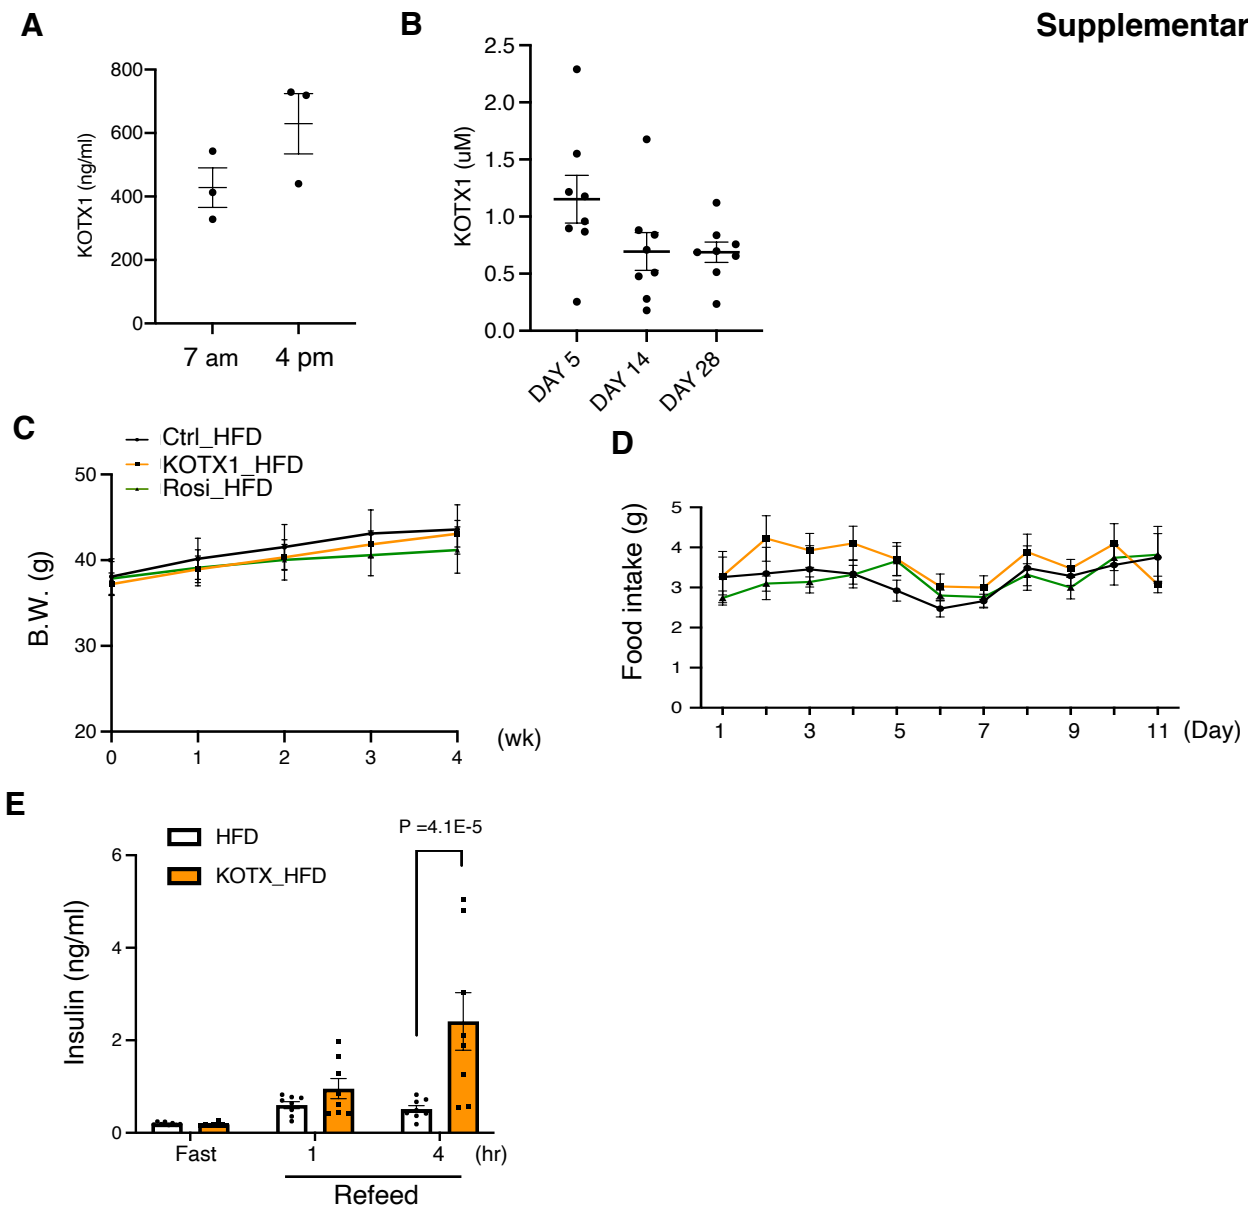 Supplementar
A
KOTX1 (ng/ml)
800
600
400
200
0
7 am
4 pm
B
KOTX1 (uM)
2.5
2.0
1.5
1.0
0.5
0.0
DAY 5
DAY 14
DAY 28
C
Ctrl_HFD
KOTX1_HFD
Rosi_HFD
B.W. (g)
50
40
30
20
0 1 2 3 4
(wk)
D
Food intake (g)
5
4
3
2
1
0
1 3 5 7 9 11 (Day)
E
HFD
KOTX_HFD
P =4.1E-5
Insulin (ng/ml)
6
4
2
0
Fast 1 4 (hr)
Refeed